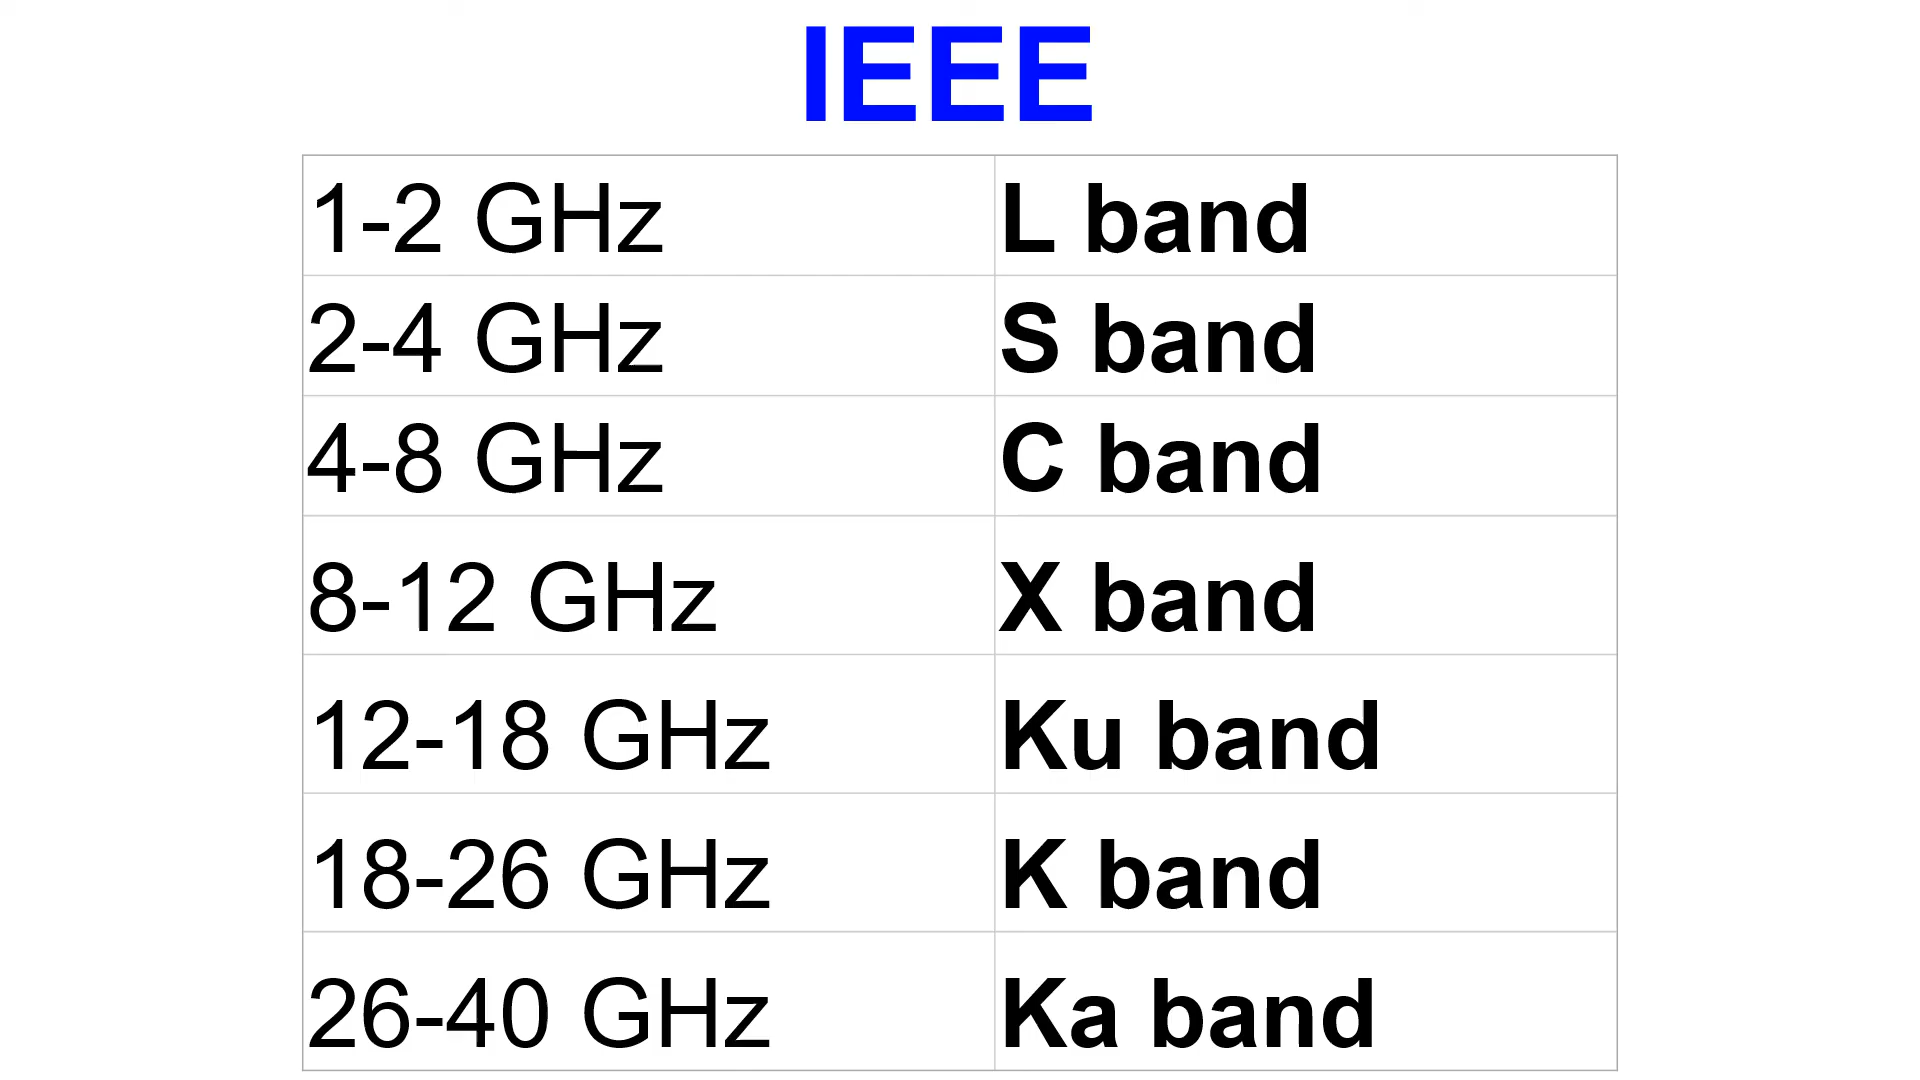 IEEE
1-2 GHz L band
2-4 GHz S band
4-8 GHz C band
8-12 GHz X band
12-18 GHz Ku band
18-26 GHz K band
26-40 GHz Ka band